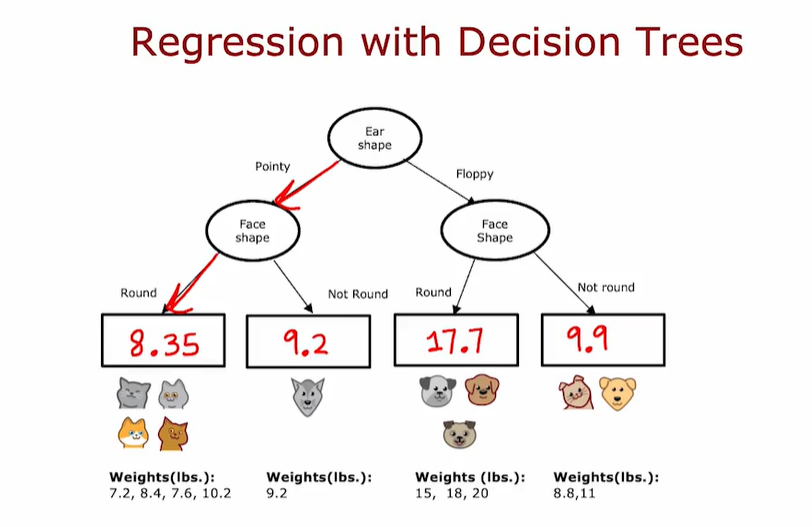 Regression with Decision Trees
Ear
shape
Pointy
Floppy
Face
shape
Face
Shape
Round
Not Round
Round
Not round
8.35
9.2
17.7
9.9
Weights(lbs.):
7.2, 8.4, 7.6, 10.2
Weights(lbs.):
9.2
Weights (lbs.):
15, 18, 20
Weights(lbs.):
8.8,11